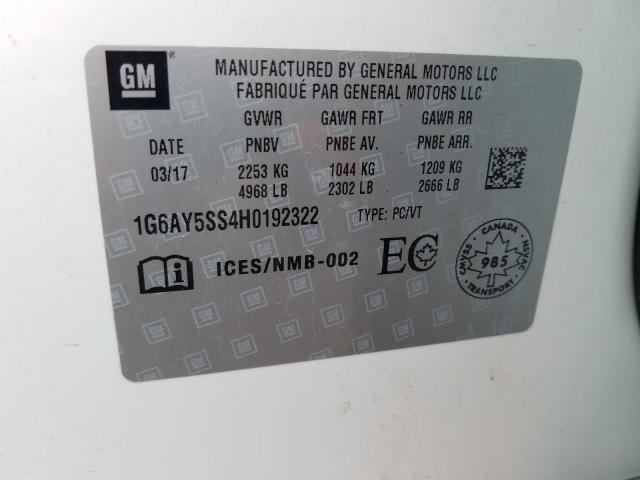 GM
MANUFACTURED BY GENERAL MOTORS LLC
FABRIQUÉ PAR GENERAL MOTORS LLC
GVWR GAWR FRT GAWR RR
DATE PNBV PNBE AV. PNBE ARR.
03/17 2253 KG 1044 KG 1209 KG
4968 LB 2302 LB 2666 LB
1G6AY5SS4H0192322 TYPE: PC/VT
i ICES/NMB-002 EC
CANADA
CMVSS 985 NSVAC
TRANSPORT